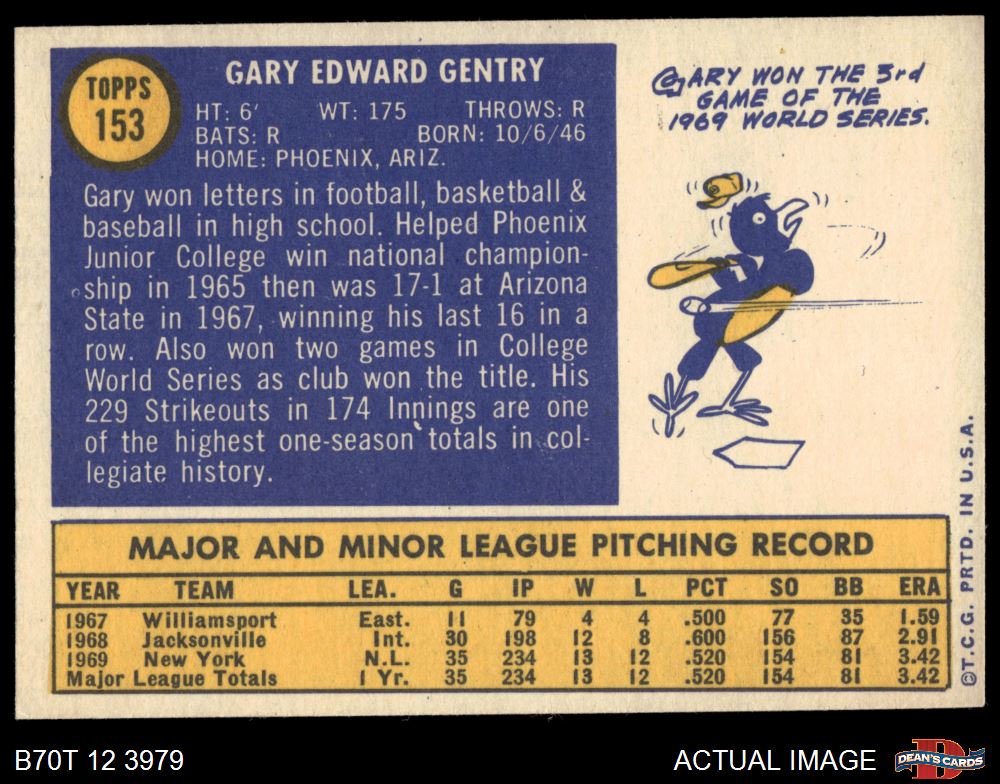 TOPPS
153
GARY EDWARD GENTRY
HT: 6' WT: 175 THROWS: R
BATS: R BORN: 10/6/46
HOME: PHOENIX, ARIZ.
Gary won letters in football, basketball &
baseball in high school. Helped Phoenix
Junior College win national champion-
ship in 1965 then was 17-1 at Arizona
State in 1967, winning his last 16 in a
row. Also won two games in College
World Series as club won the title. His
229 Strikeouts in 174 Innings are one
of the highest one-season totals in col-
legiate history.
GARY WON THE 3rd
GAME OF THE
1969 WORLD SERIES.
MAJOR AND MINOR LEAGUE PITCHING RECORD
YEAR TEAM LEA. G IP W L PCT SO BB ERA
1967 Williamsport East. 11 79 4 4 .500 77 35 1.59
1968 Jacksonville Int. 30 198 12 8 .600 156 87 2.91
1969 New York N.L. 35 234 13 12 .520 154 81 3.42
Major League Totals 1 Yr. 35 234 13 12 .520 154 81 3.42
©T.C.G. PRTD. IN U.S.A.
B70T 12 3979
ACTUAL IMAGE
DEAN'S CARDS